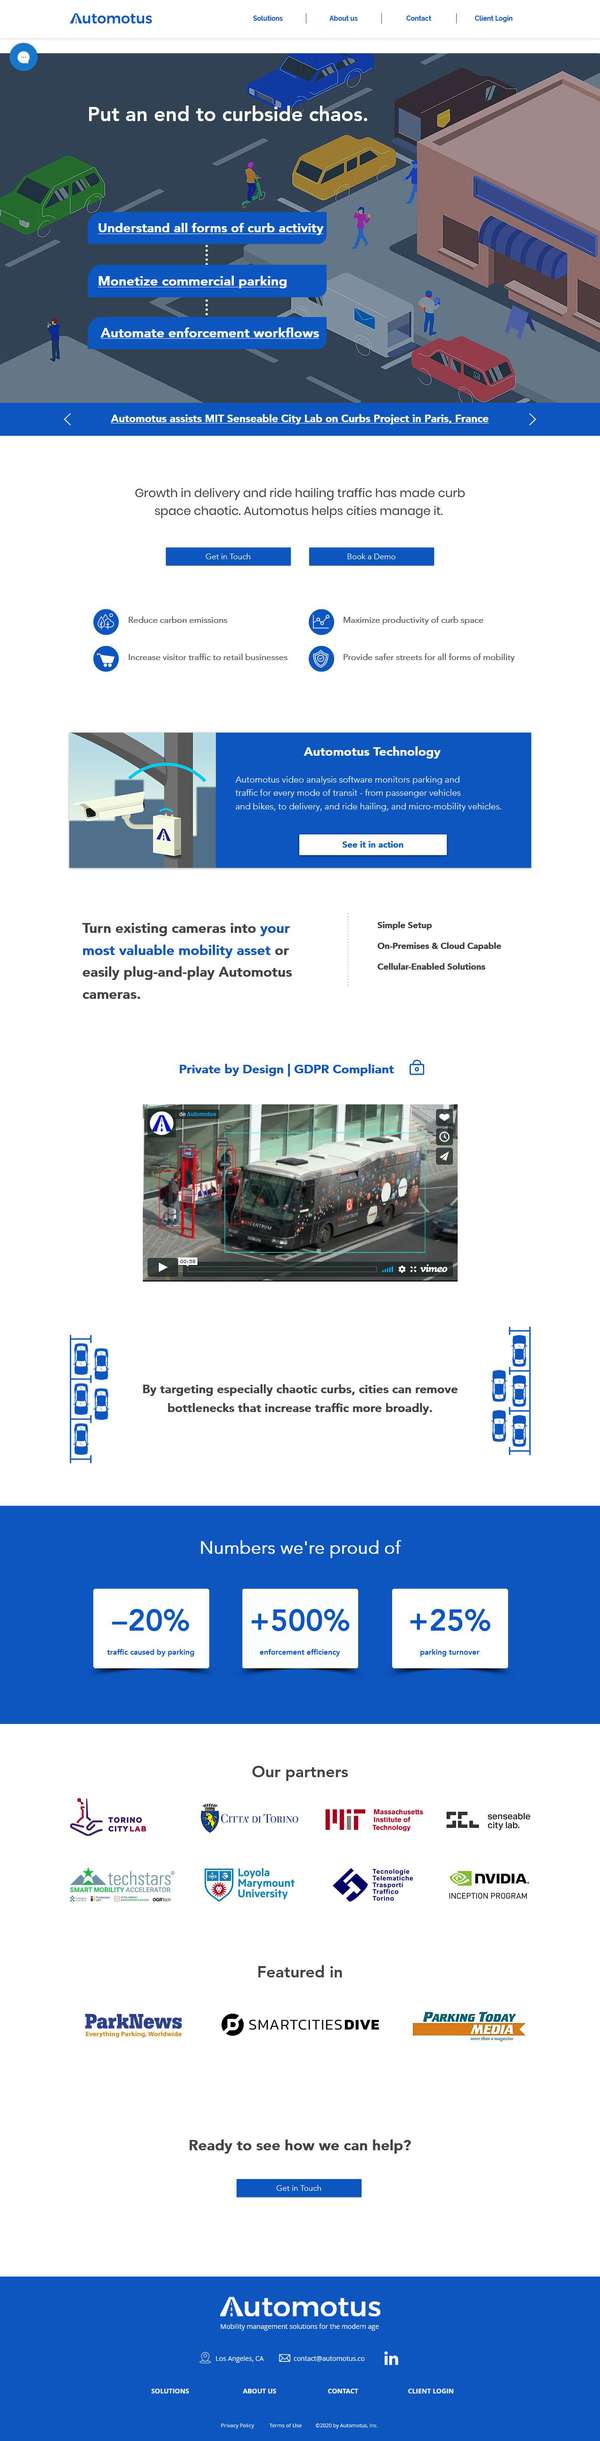 Automotus
Solutions
About us
Contact
Client Login
Put an end to curbside chaos.
Understand all forms of curb activity
Monetize commercial parking
Automate enforcement workflows
Automotus assists MIT Senseable City Lab on Curbs Project in Paris, France
Growth in delivery and ride hailing traffic has made curb
space chaotic. Automotus helps cities manage it.
Get in Touch
Book a Demo
Reduce carbon emissions
Maximize productivity of curb space
Increase visitor traffic to retail businesses
Provide safer streets for all forms of mobility
Automotus Technology
Automotus video analysis software monitors parking and
traffic for every mode of transit - from passenger vehicles
and bikes, to delivery, and ride hailing, and micro-mobility vehicles.
See it in action
Turn existing cameras into your
most valuable mobility asset or
easily plug-and-play Automotus
cameras.
Simple Setup
On-Premises & Cloud Capable
Cellular-Enabled Solutions
Private by Design | GDPR Compliant
de Automotus
00:58
vimeo
By targeting especially chaotic curbs, cities can remove
bottlenecks that increase traffic more broadly.
Numbers we're proud of
–20%
traffic caused by parking
+500%
enforcement efficiency
+25%
parking turnover
Our partners
TORINO
CITYLAB
CITTA' DI TORINO
MIT
Massachusetts
Institute of
Technology
senseable
city lab.
techstars
SMART MOBILITY ACCELERATOR
Loyola
Marymount
University
Tecnologie
Telematiche
Trasporti
Traffico
Torino
NVIDIA.
INCEPTION PROGRAM
Featured in
ParkNews
Everything Parking, Worldwide
SMARTCITIESDIVE
PARKING TODAY
MEDIA
more than a magazine
Ready to see how we can help?
Get in Touch
Automotus
Mobility management solutions for the modern age
Los Angeles, CA
contact@automotus.co
in
SOLUTIONS
ABOUT US
CONTACT
CLIENT LOGIN
Privacy Policy
Terms of Use
©2020 by Automotus, Inc.